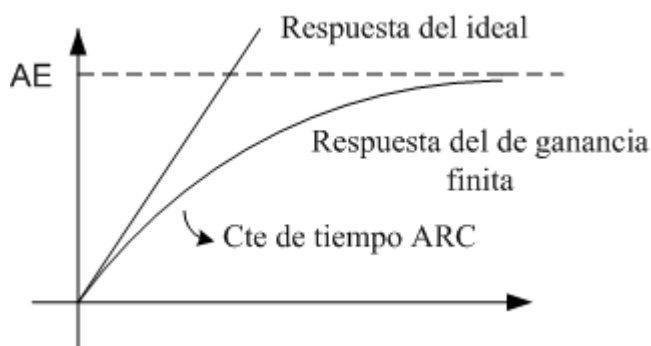 Respuesta del ideal
AE
Respuesta del de ganancia
finita
Cte de tiempo ARC